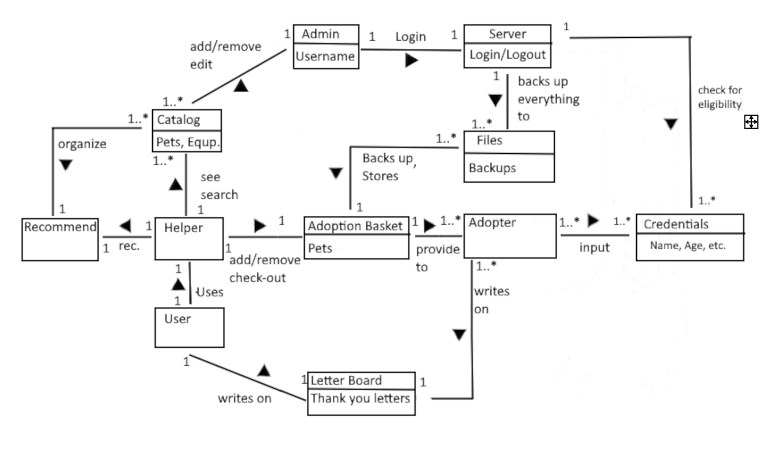 1 Admin 1 Login 1 Server 1
Username
Login/Logout
add/remove
edit
1 backs up
everything
to
check for
eligibility
1..*
1..* Catalog
Pets, Equp.
1..*
1..*
1..* Files
Backups
organize
Backs up,
Stores
see
search
1
1
1
1..*
Recommend
1 rec. 1
Helper
1
add/remove
check-out
1
Adoption Basket
Pets
1
provide
to
1..* Adopter
1..* input 1..*
Credentials
Name, Age, etc.
1
Uses
1
1..*
writes
on
User
1
writes on
1 Letter Board 1
Thank you letters